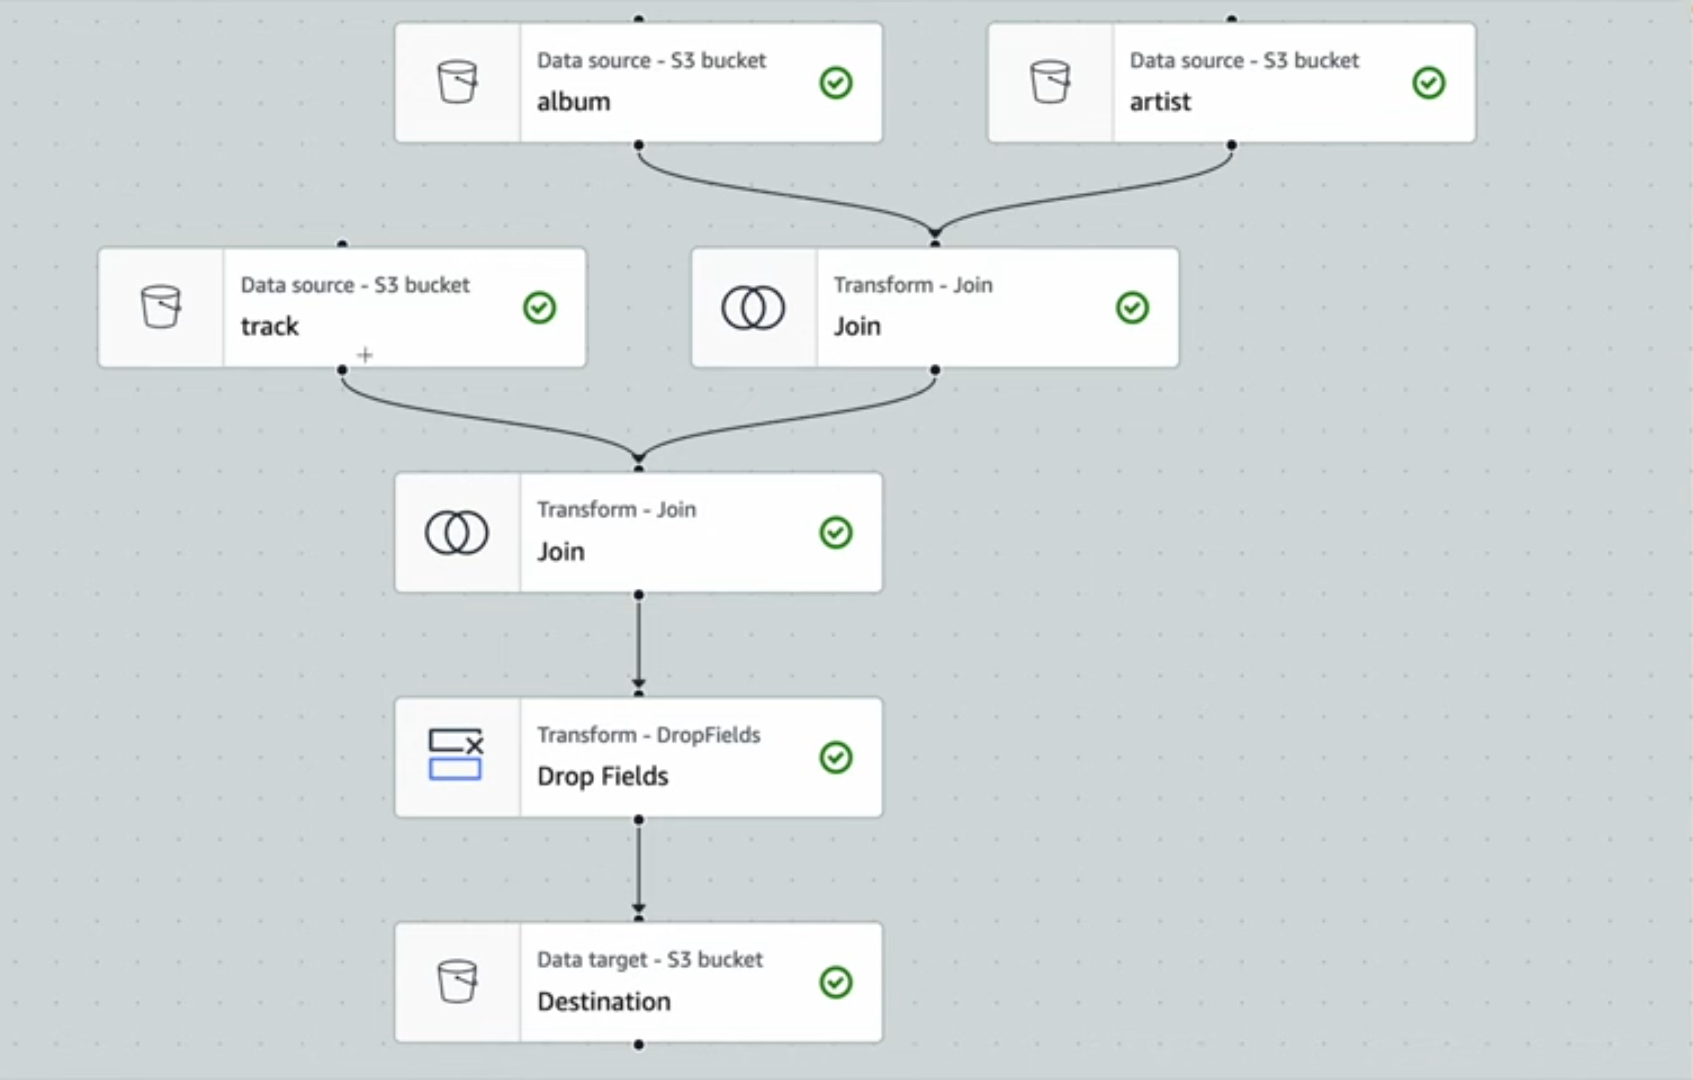 Data source - S3 bucket
album
Data source - S3 bucket
artist
Data source - S3 bucket
track
Transform - Join
Join
Transform - Join
Join
Transform - DropFields
Drop Fields
Data target - S3 bucket
Destination